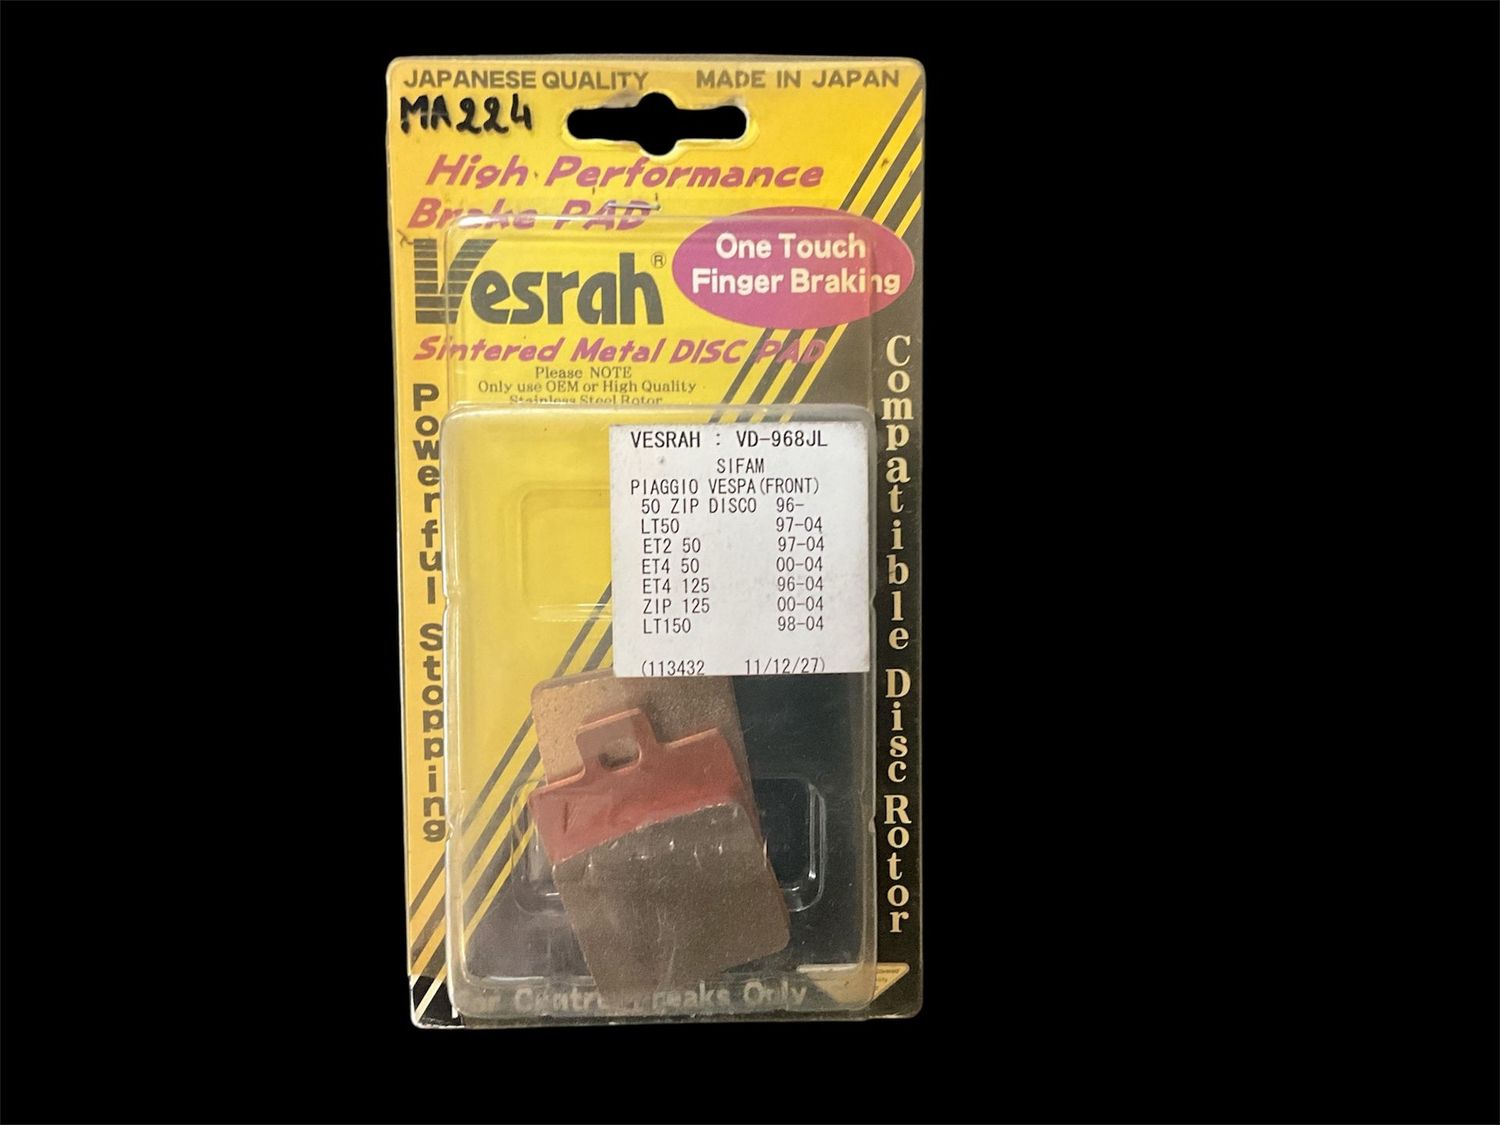 JAPANESE QUALITY MADE IN JAPAN
MA224
High Performance
Brake PAD
Vesrah®
One Touch
Finger Braking
Sintered Metal DISC PAD
Please NOTE
Only use OEM or High Quality
Stainless Steel Rotor
Powerful Stopping
Compatible Disc Rotor
VESRAH : VD-968JL
SIFAM
PIAGGIO VESPA(FRONT)
50 ZIP DISCO 96-
LT50 97-04
ET2 50 97-04
ET4 50 00-04
ET4 125 96-04
ZIP 125 00-04
LT150 98-04
(113432 11/12/27)
Only